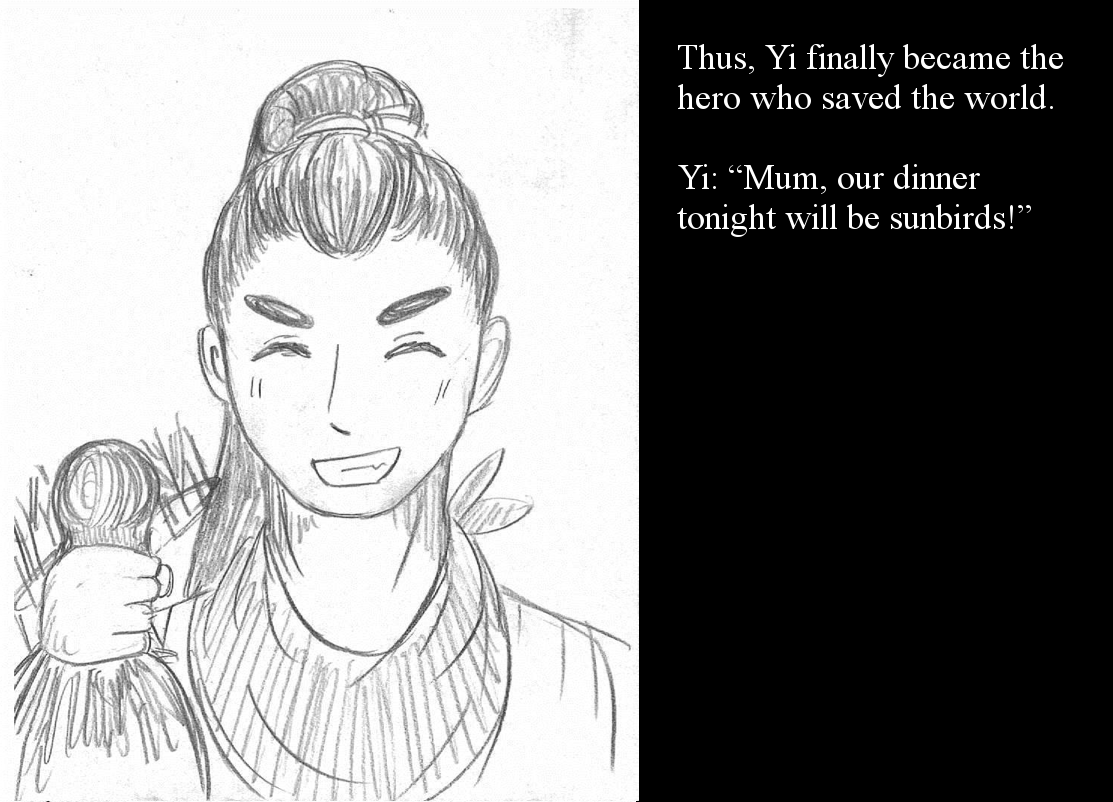 Thus, Yi finally became the
hero who saved the world.
Yi: “Mum, our dinner
tonight will be sunbirds!”